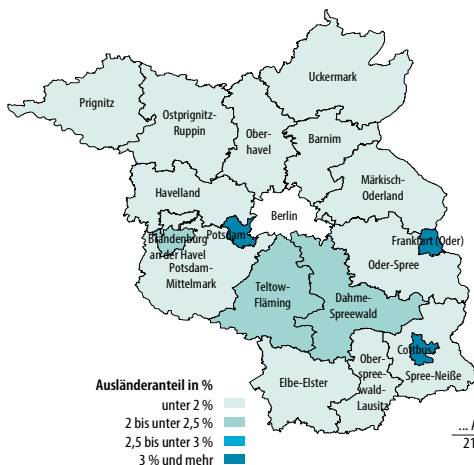 Uckermark
Prignitz
Ostprignitz-
Ruppin
Ober-
havel
Barnim
Havelland
Märkisch-
Oderland
Berlin
Potsdam
Brandenburg
an der Havel
Frankfurt (Oder)
Potsdam-
Mittelmark
Oder-Spree
Teltow-
Fläming
Dahme-
Spreewald
Cottbus
Spree-Neiße
Elbe-Elster
Ober-
spree-
wald-
Lausitz
Ausländeranteil in %
unter 2 %
2 bis unter 2,5 %
2,5 bis unter 3 %
3 % und mehr
...
21